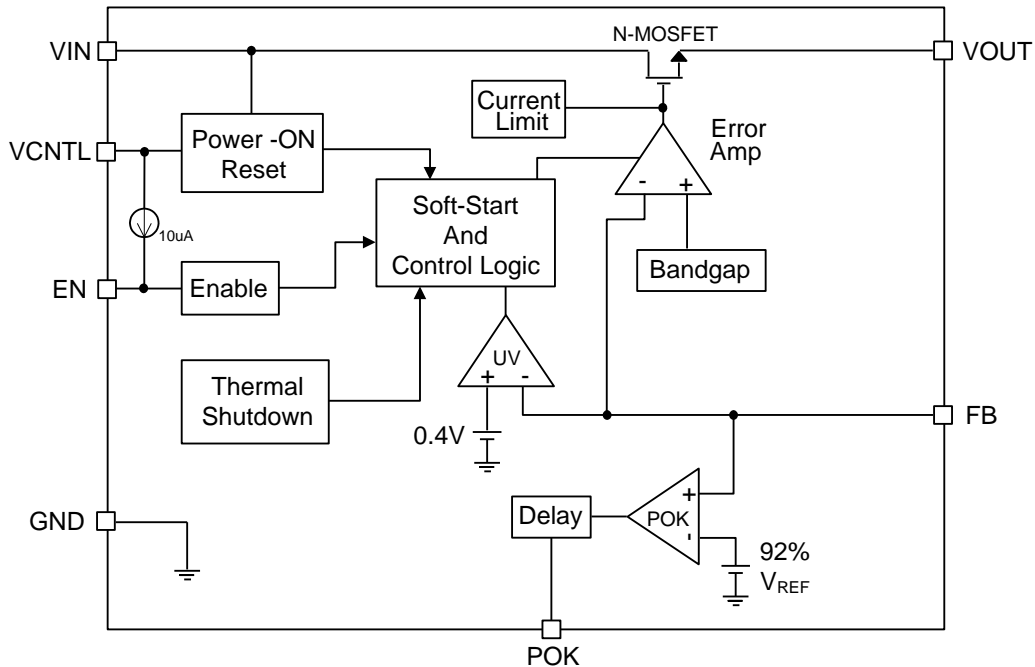 N-MOSFET
VIN
VOUT
Current
Limit
Error
Amp
Power -ON
Reset
VCNTL
- +
Soft-Start
And
Control Logic
10uA
Bandgap
EN
Enable
UV
+ -
Thermal
Shutdown
0.4V
FB
+
POK
-
Delay
GND
92%
VREF
POK